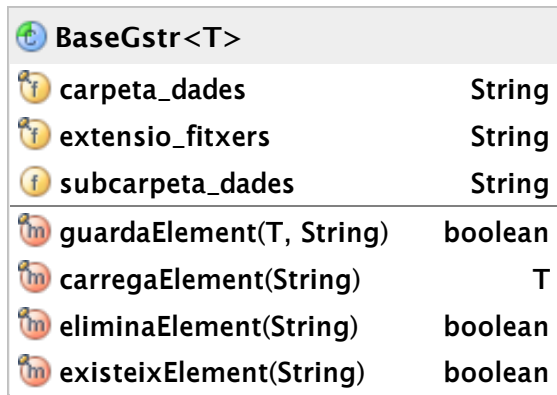 BaseGstr<T>
carpeta_dades String
extensio_fitxers String
subcarpeta_dades String
guardaElement(T, String) boolean
carregaElement(String) T
eliminaElement(String) boolean
existeixElement(String) boolean